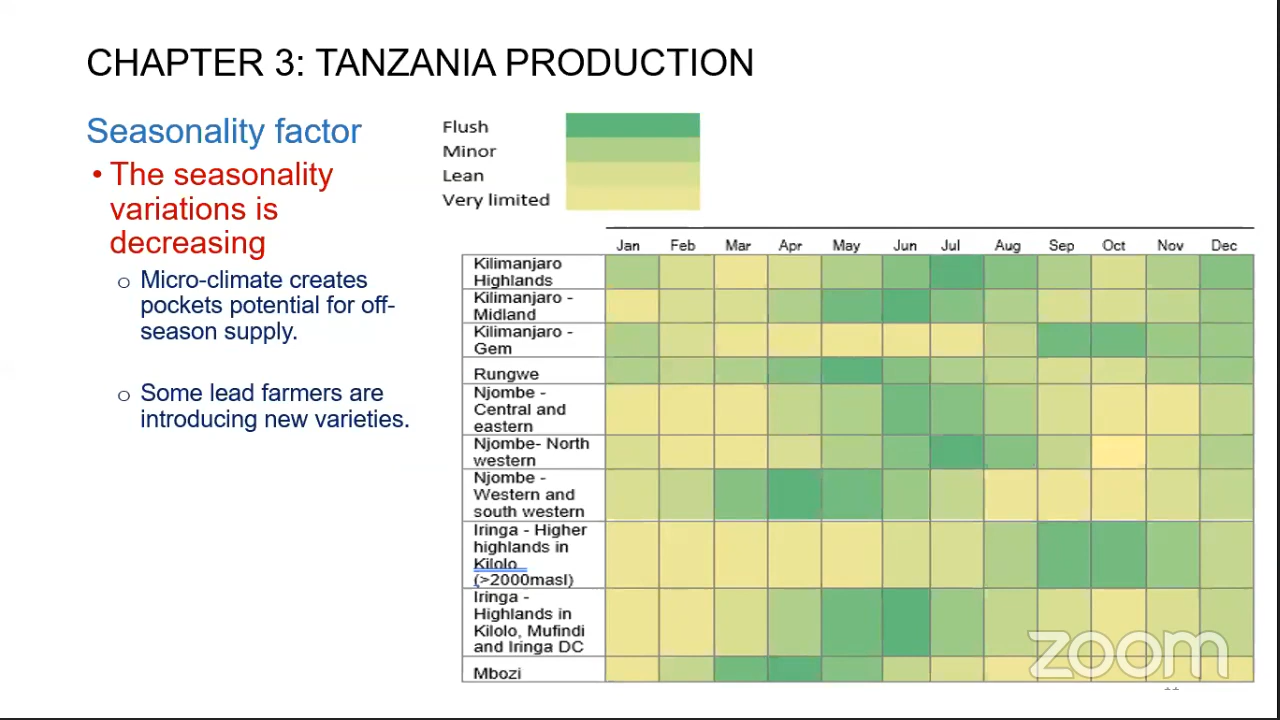 CHAPTER 3: TANZANIA PRODUCTION
Seasonality factor
• The seasonality
variations is
decreasing
o Micro-climate creates
pockets potential for off-
season supply.
o Some lead farmers are
introducing new varieties.
Flush
Minor
Lean
Very limited
Jan Feb Mar Apr May Jun Jul Aug Sep Oct Nov Dec
Kilimanjaro
Highlands
Kilimanjaro -
Midland
Kilimanjaro -
Gem
Rungwe
Njombe -
Central and
eastern
Njombe- North
western
Njombe -
Western and
south western
Iringa - Higher
highlands in
Kilolo
(>2000masl)
Iringa -
Highlands in
Kilolo, Mufindi
and Iringa DC
Mbozi
zoom